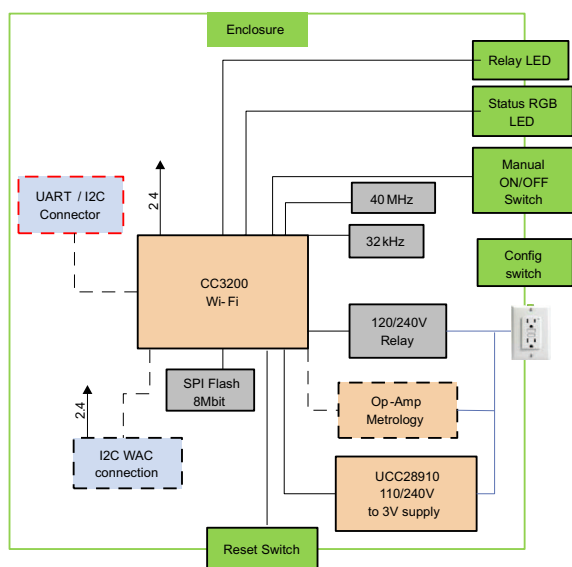 Enclosure
Relay LED
Status RGB
LED
Manual
ON/OFF
Switch
2 4
UART / I2C
Connector
40 MHz
32 kHz
Config
switch
CC3200
Wi-Fi
120/240V
Relay
SPI Flash
8Mbit
Op-Amp
Metrology
2.4
I2C WAC
connection
UCC28910
110/240V
to 3V supply
Reset Switch